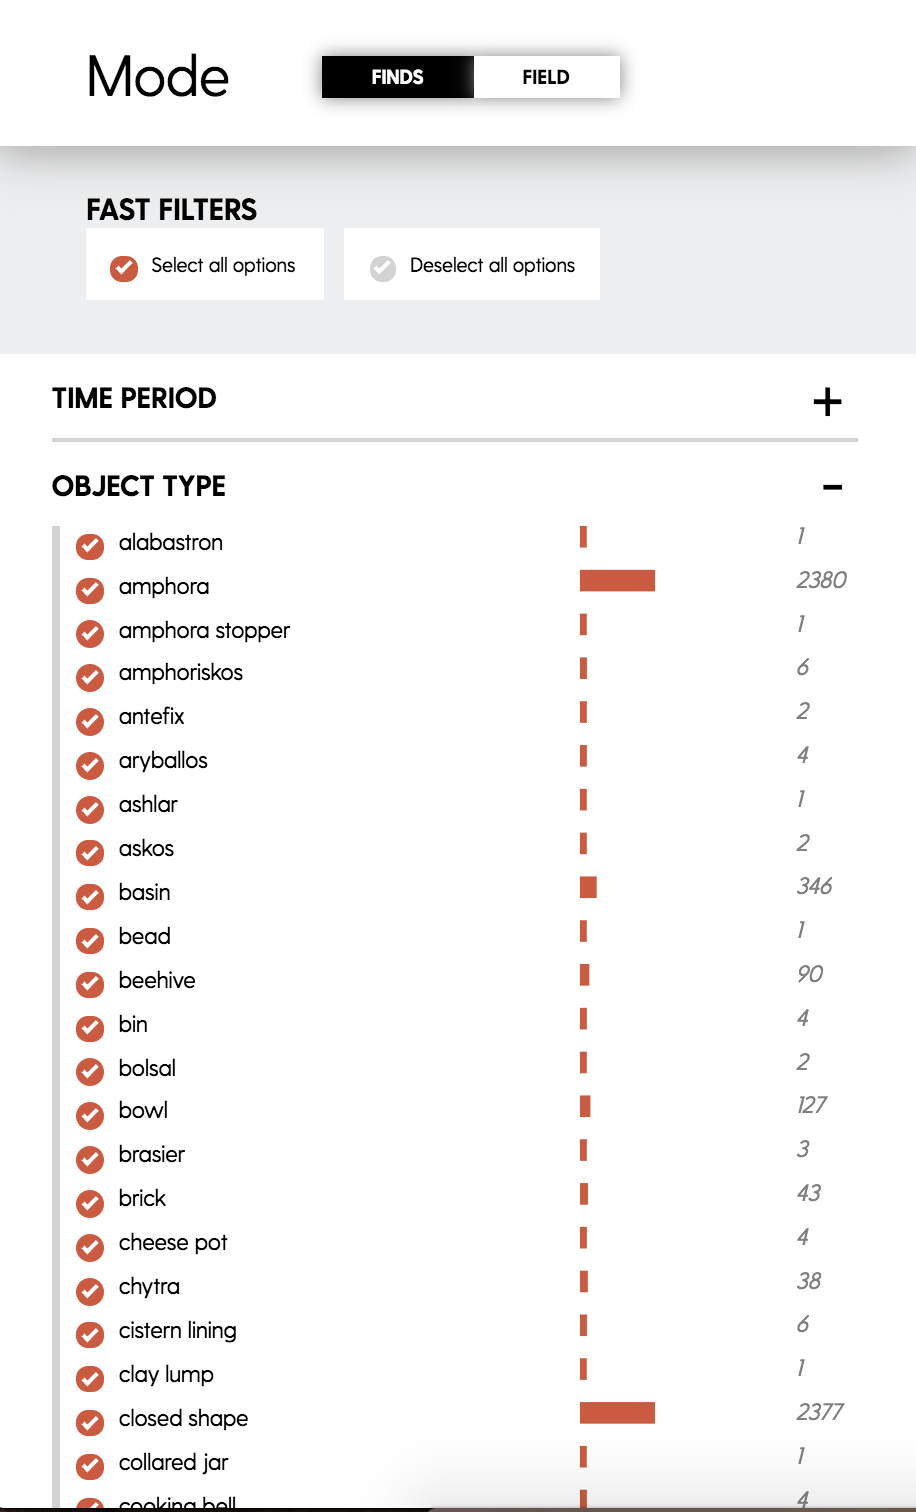 Mode FINDS FIELD
FAST FILTERS
Select all options Deselect all options
TIME PERIOD +
OBJECT TYPE -
alabastron 1
amphora 2380
amphora stopper 1
amphoriskos 6
antefix 2
aryballos 4
ashlar 1
askos 2
basin 346
bead 1
beehive 90
bin 4
bolsal 2
bowl 127
brasier 3
brick 43
cheese pot 4
chytra 38
cistern lining 6
clay lump 1
closed shape 2377
collared jar 1
cooking bell 4